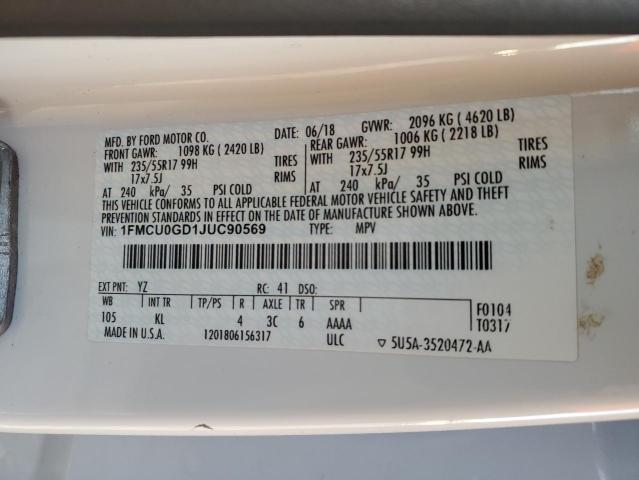 MFD. BY FORD MOTOR CO. DATE: 06/18 GVWR: 2096 KG ( 4620 LB)
FRONT GAWR: 1098 KG ( 2420 LB) REAR GAWR: 1006 KG ( 2218 LB)
WITH 235/55R17 99H TIRES WITH 235/55R17 99H TIRES
17x7.5J RIMS 17x7.5J RIMS
AT 240 kPa/ 35 PSI COLD AT 240 kPa/ 35 PSI COLD
THIS VEHICLE CONFORMS TO ALL APPLICABLE FEDERAL MOTOR VEHICLE SAFETY AND THEFT
PREVENTION STANDARDS IN EFFECT ON THE DATE OF MANUFACTURE SHOWN ABOVE.
VIN: 1FMCU0GD1JUC90569 TYPE: MPV
EXT PNT: YZ RC: 41 DSO:
WB INT TR TP/PS R AXLE TR SPR F0104
105 KL 4 3C 6 AAAA T0317
MADE IN U.S.A. 1201806156317 ULC ▽ 5U5A-3520472-AA